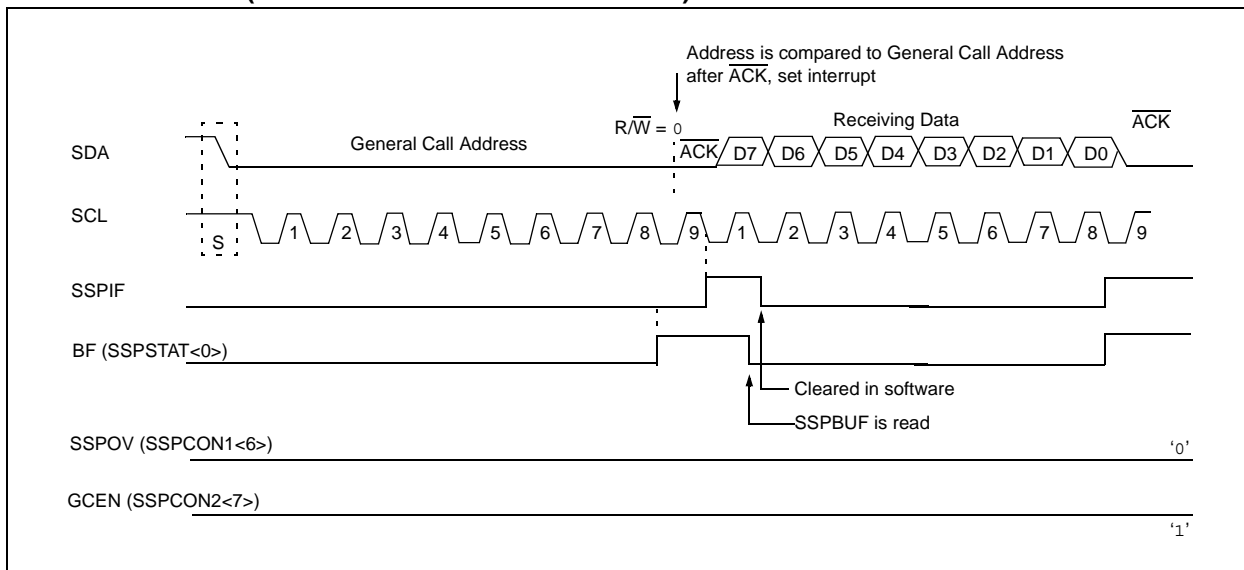 Address is compared to General Call Address
after ACK, set interrupt
R/W = 0
Receiving Data
ACK
General Call Address
SDA
ACK
D7 D6 D5 D4 D3 D2 D1 D0
SCL
S
1 2 3 4 5 6 7 8 9 1 2 3 4 5 6 7 8 9
SSPIF
BF (SSPSTAT<0>)
Cleared in software
SSPBUF is read
SSPOV (SSPCON1<6>)
‘0’
GCEN (SSPCON2<7>)
‘1’